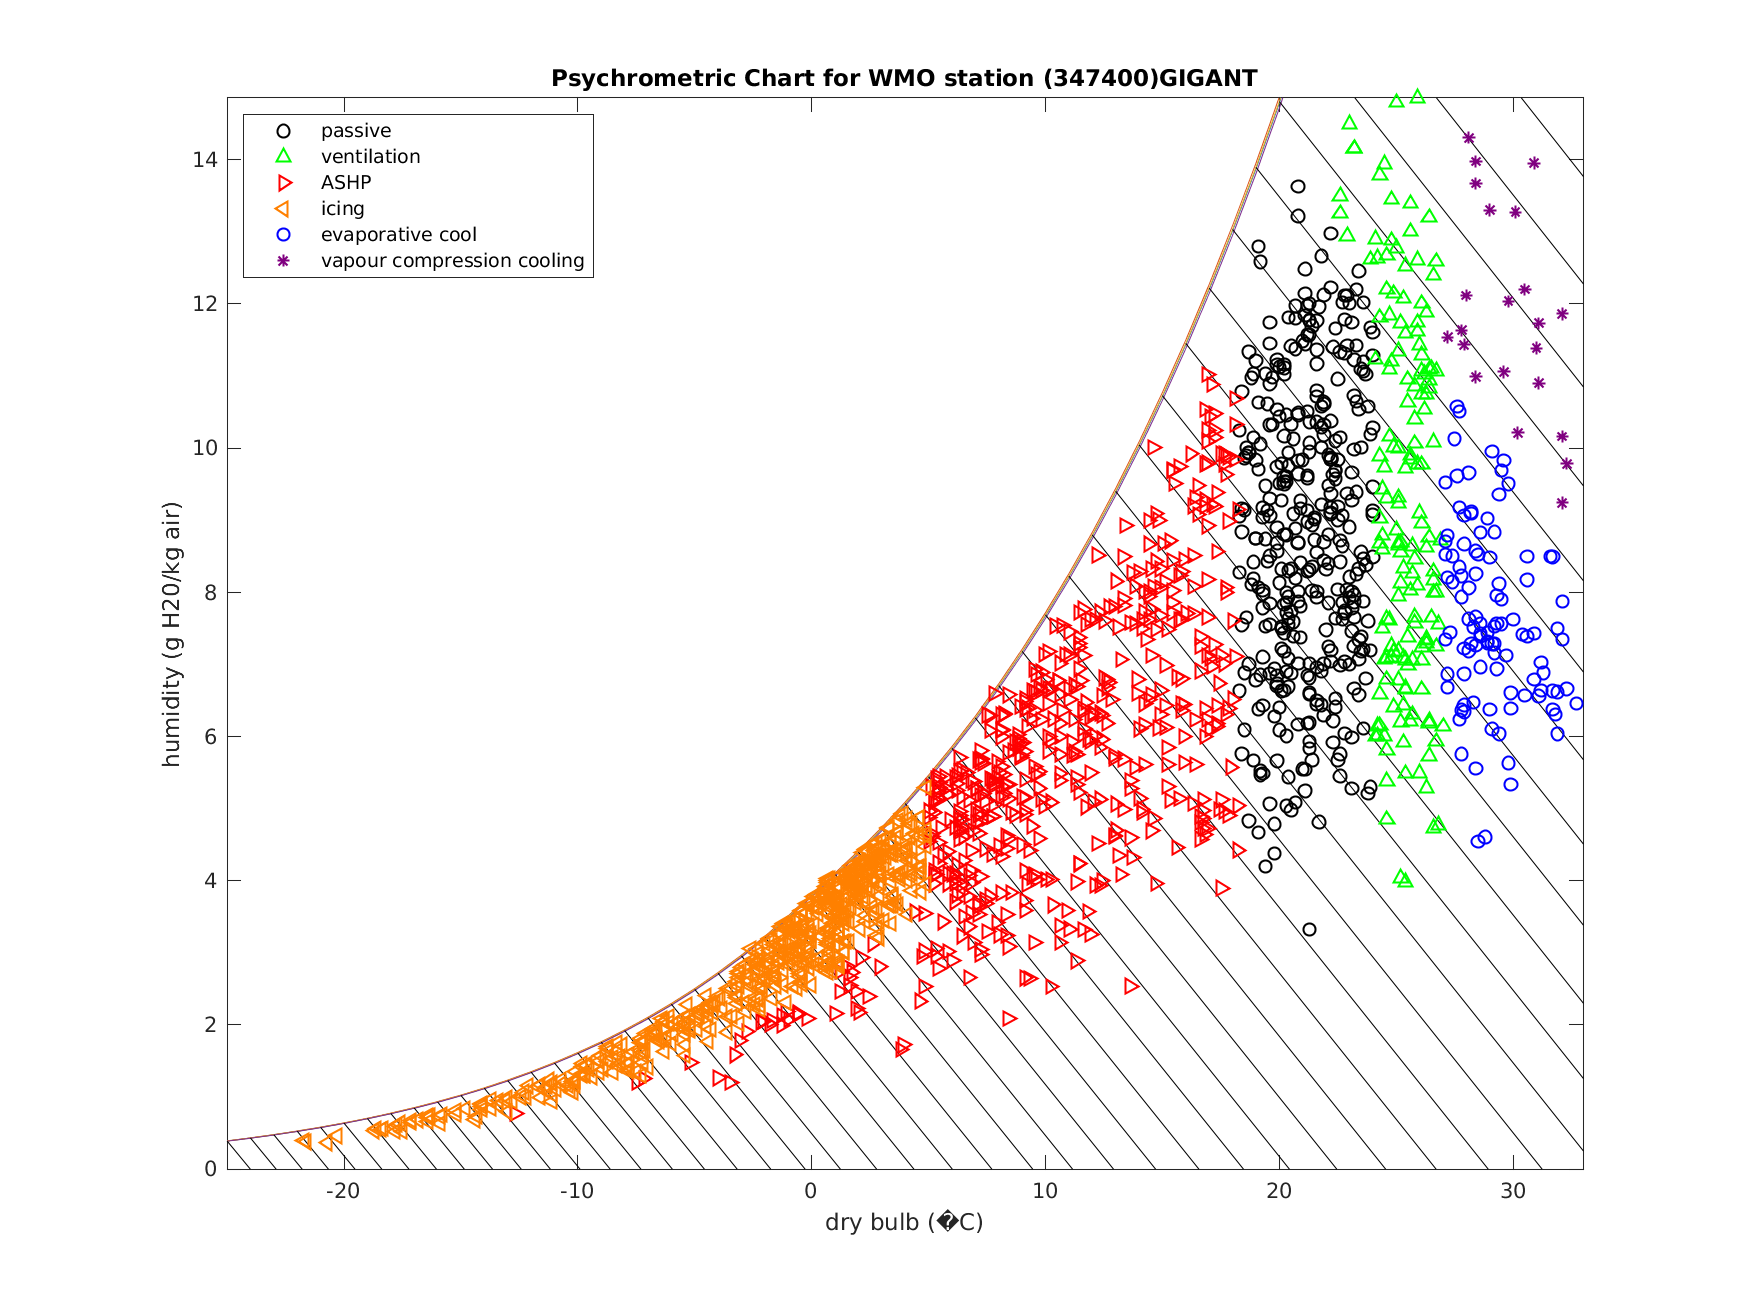 Psychrometric Chart for WMO station (347400)GIGANT
passive
ventilation
ASHP
icing
evaporative cool
vapour compression cooling
humidity (g H20/kg air)
14
12
10
8
6
4
2
0
-20 -10 0 10 20 30
dry bulb (�C)